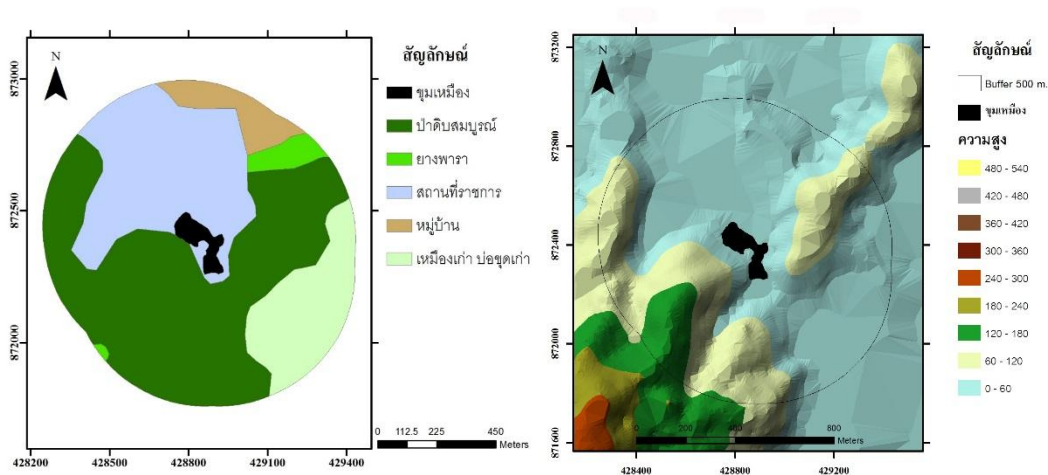 N
สัญลักษณ์
ขุมเหมือง
ป่าดิบสมบูรณ์
ยางพารา
สถานที่ราชการ
หมู่บ้าน
เหมืองเก่า บ่อขุดเก่า
873000
872500
872000
0 112.5 225 450
Meters
428200 428500 428800 429100 429400
N
สัญลักษณ์
Buffer 500 m.
ขุมเหมือง
ความสูง
480 - 540
420 - 480
360 - 420
300 - 360
240 - 300
180 - 240
120 - 180
60 - 120
0 - 60
873200
872800
872400
872000
871600
0 200 400 800
Meters
428400 428800 429200